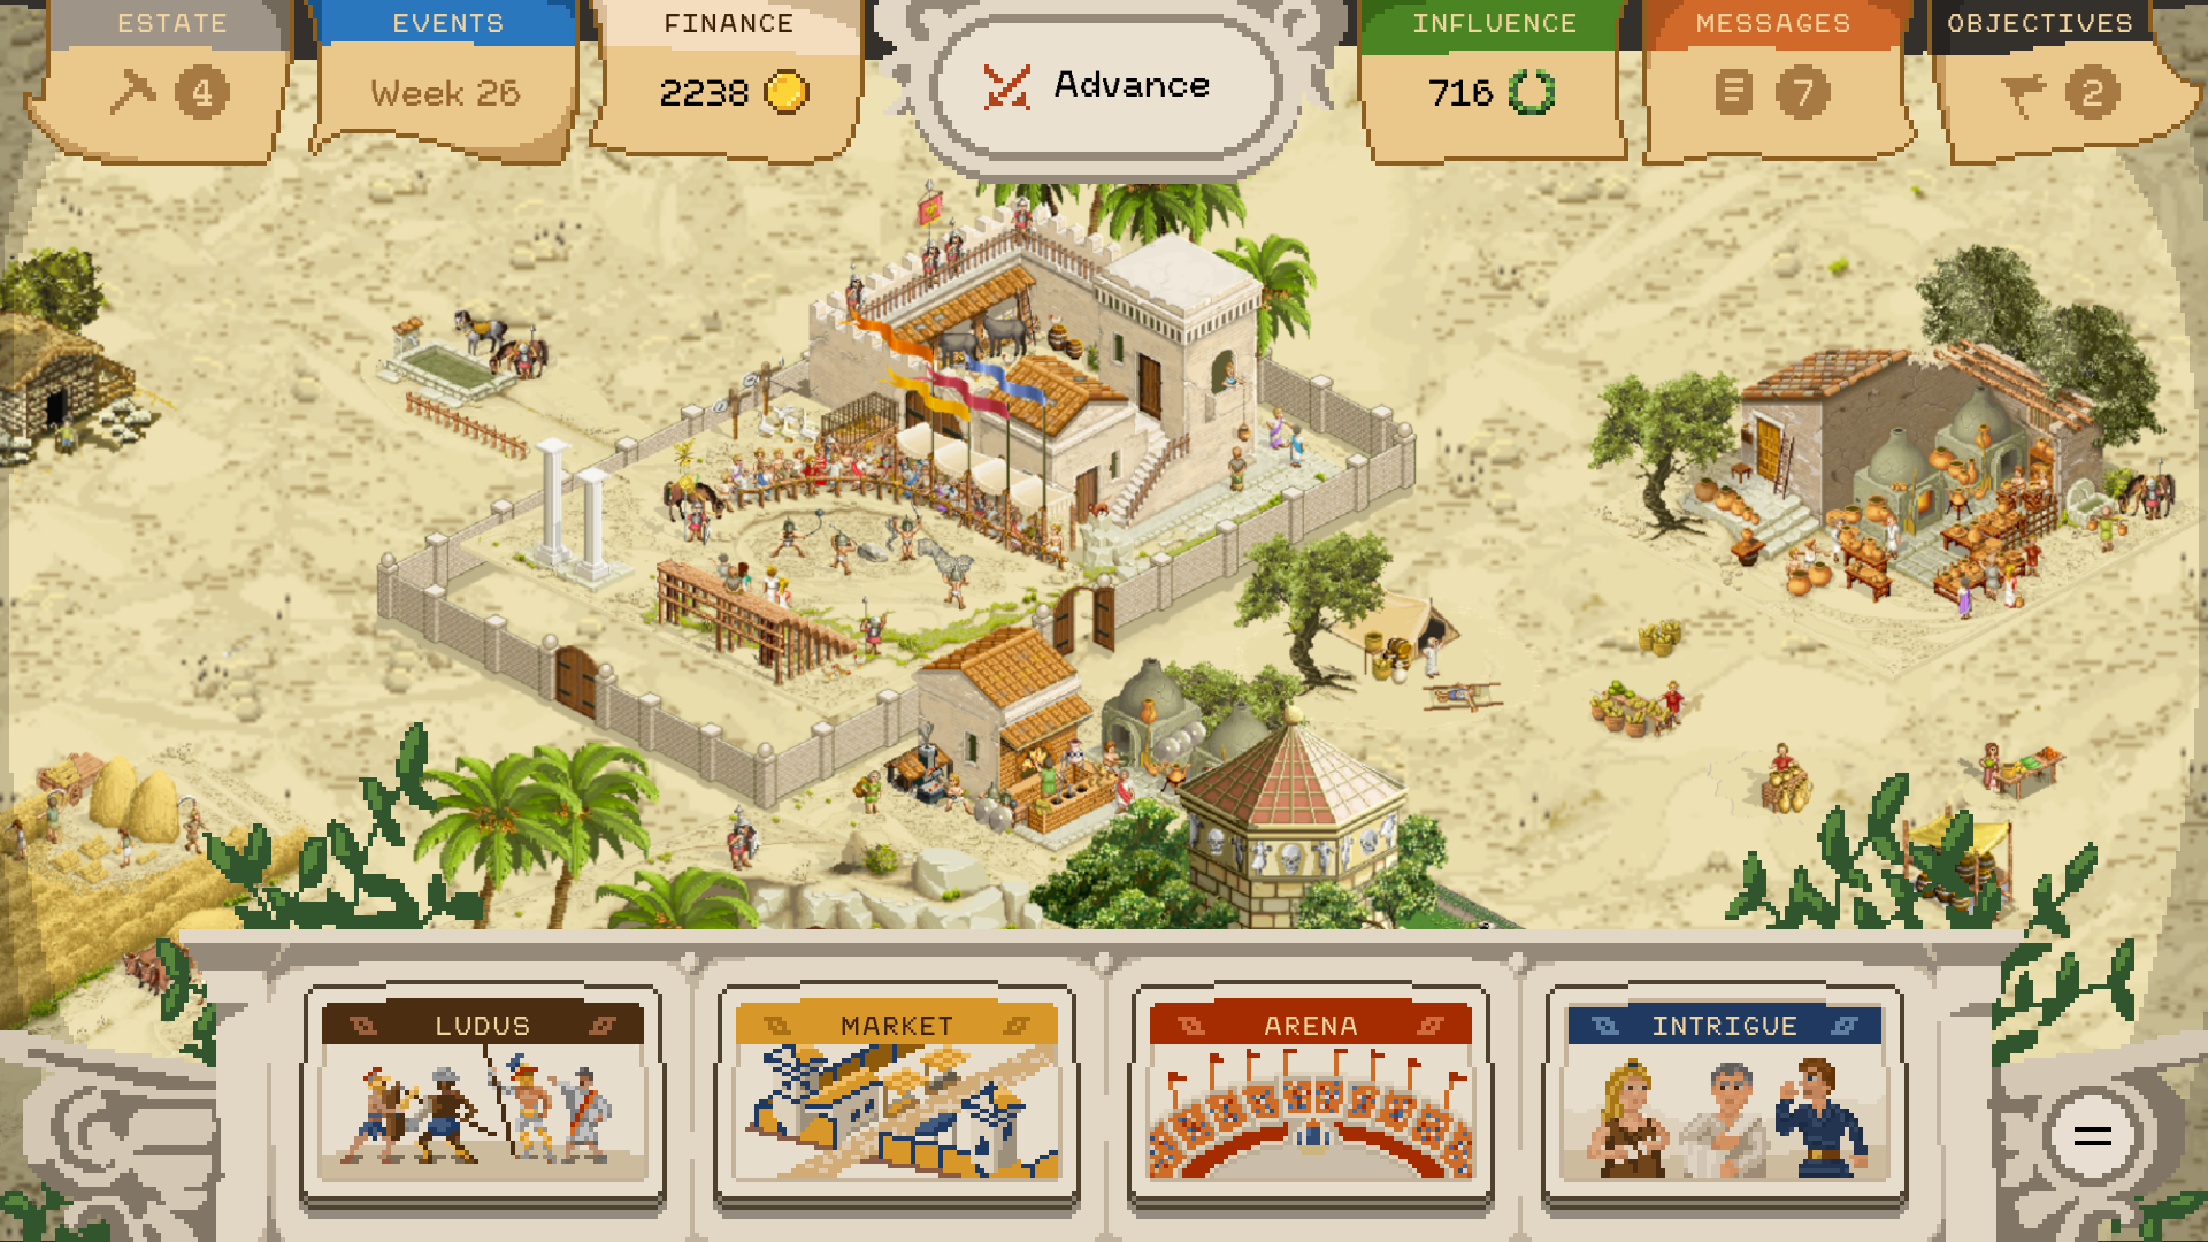 ESTATE
4
EVENTS
Week 26
FINANCE
2238
Advance
INFLUENCE
716
MESSAGES
7
OBJECTIVES
2
LUDUS
MARKET
ARENA
INTRIGUE